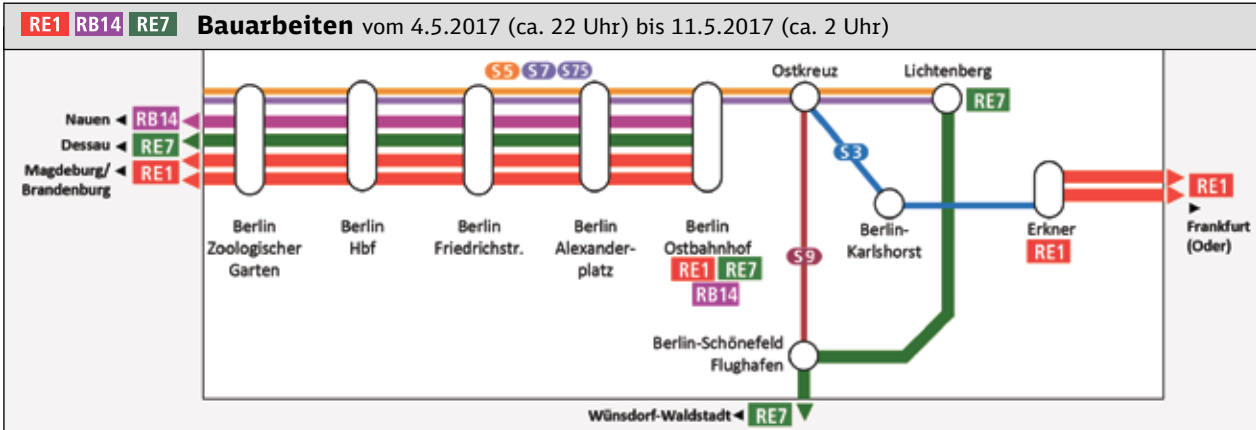 RE1 RB14 RE7 Bauarbeiten vom 4.5.2017 (ca. 22 Uhr) bis 11.5.2017 (ca. 2 Uhr)
S5 S7 S75
Ostkreuz
Lichtenberg
RE7
Nauen ◄ RB14
Dessau ◄ RE7
Magdeburg/ ◄ RE1
Brandenburg
S3
RE1
►
Frankfurt
(Oder)
Berlin
Zoologischer
Garten
Berlin
Hbf
Berlin
Friedrichstr.
Berlin
Alexander-
platz
Berlin
Ostbahnhof
RE1 RE7
RB14
S9
Berlin-
Karlshorst
Erkner
RE1
Berlin-Schönefeld
Flughafen
Wünsdorf-Waldstadt ◄ RE7